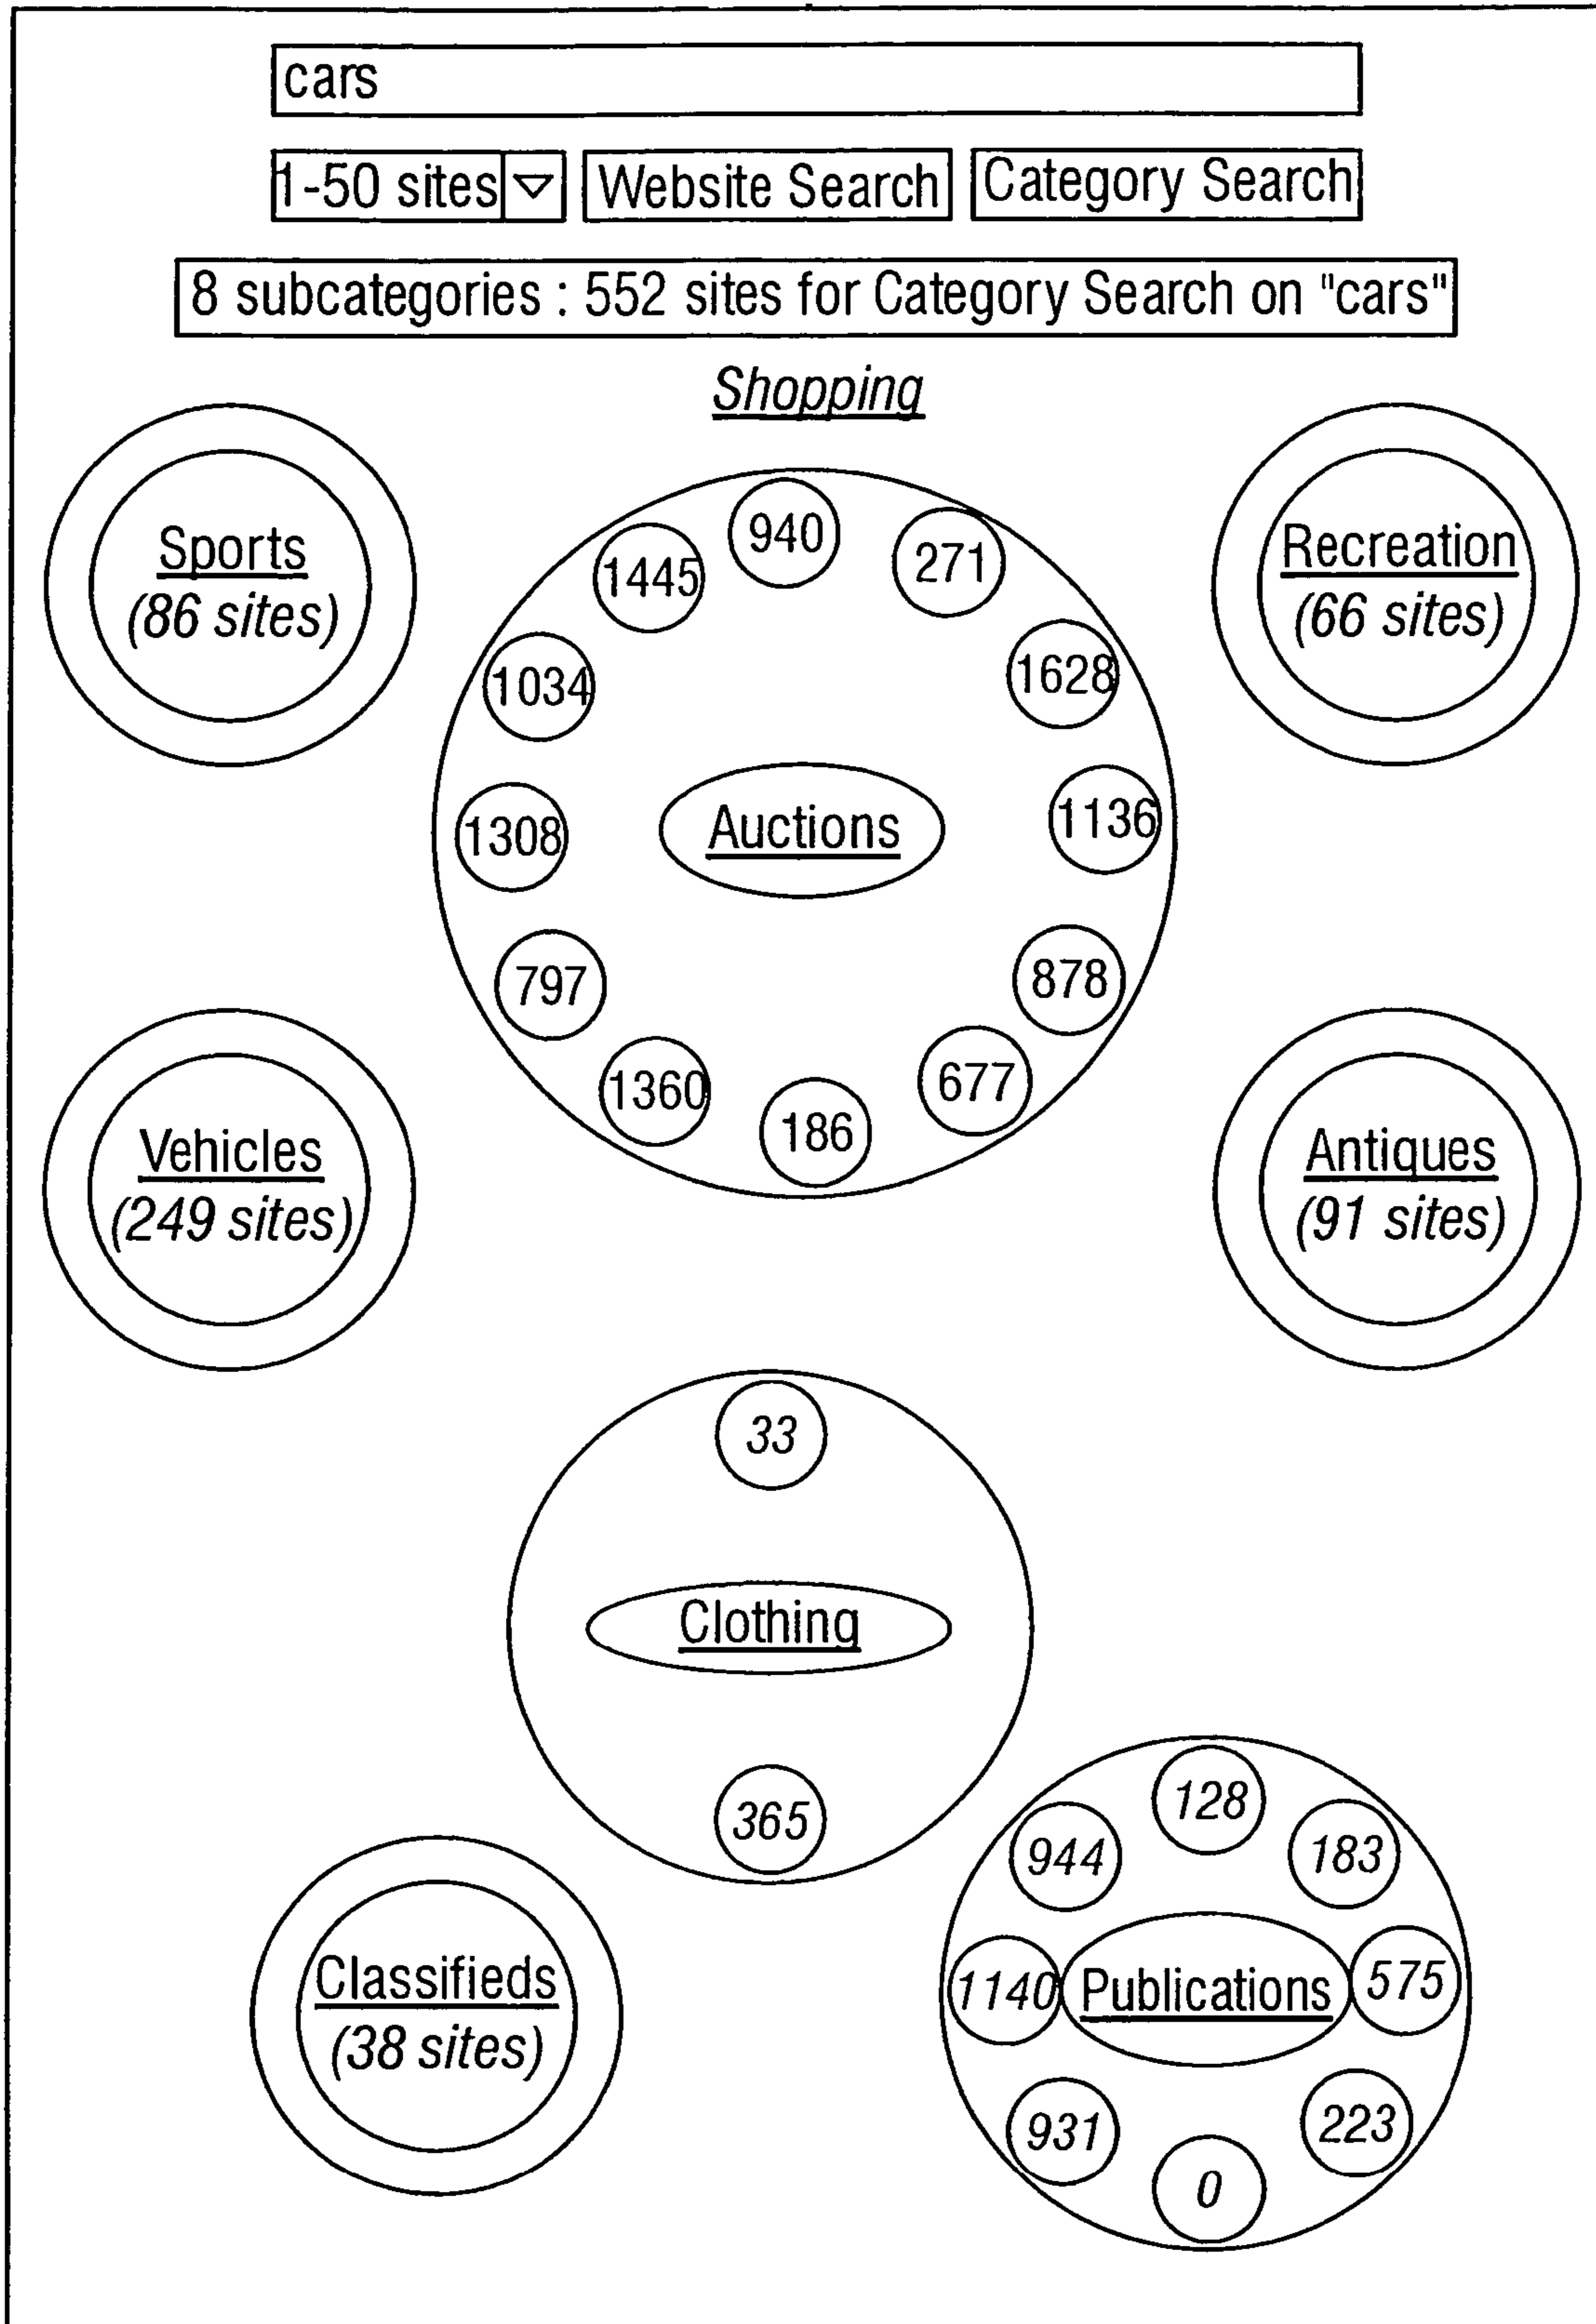 cars
1-50 sites Website Search Category Search
8 subcategories : 552 sites for Category Search on "cars"
Shopping
Sports
(86 sites)
940
271
1445
1034
1628
1308
Auctions
1136
797
878
1360
186
677
Recreation
(66 sites)
Vehicles
(249 sites)
Antiques
(91 sites)
33
Clothing
365
Classifieds
(38 sites)
128
944
183
1140
Publications
575
931
223
0